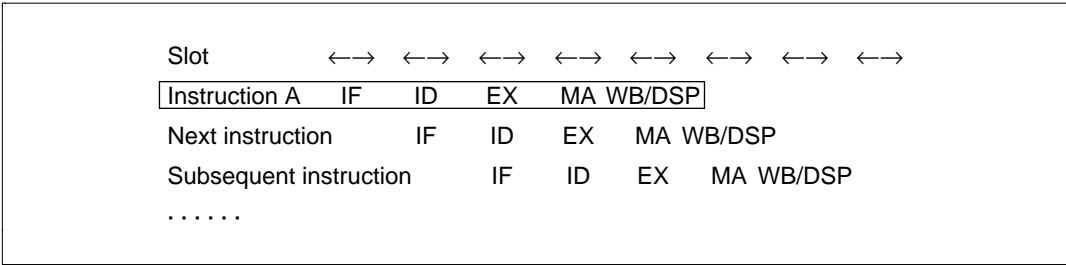 Slot ←→ ←→ ←→ ←→ ←→ ←→ ←→ ←→
Instruction A IF ID EX MA WB/DSP
Next instruction IF ID EX MA WB/DSP
Subsequent instruction IF ID EX MA WB/DSP
. . . . . .